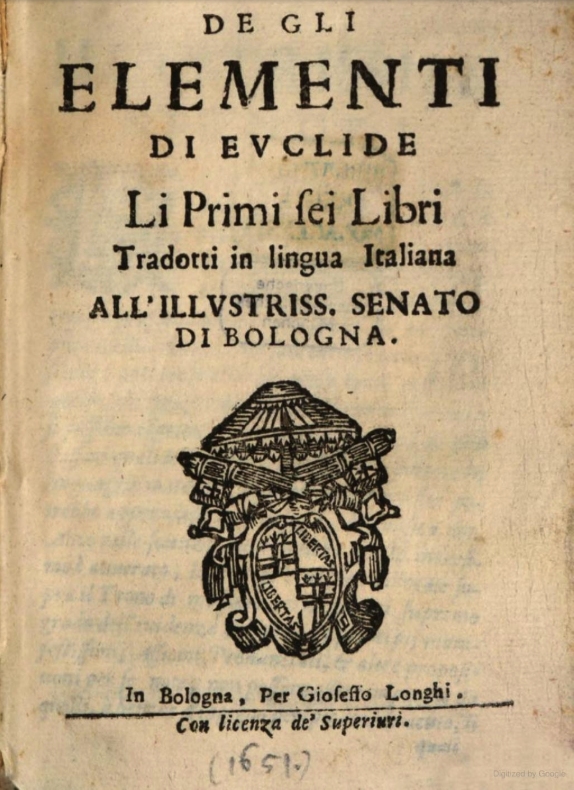 DE GLI
ELEMENTI
DI EVCLIDE
Li Primi ſei Libri
Tradotti in lingua Italiana
ALL'ILLVSTRISS. SENATO
DI BOLOGNA.
LIBERTAS
LIBERTAS
In Bologna, Per Gioſeffo Longhi.
Con licenza de' Superiuri.
(1651.)
Digitized by Google